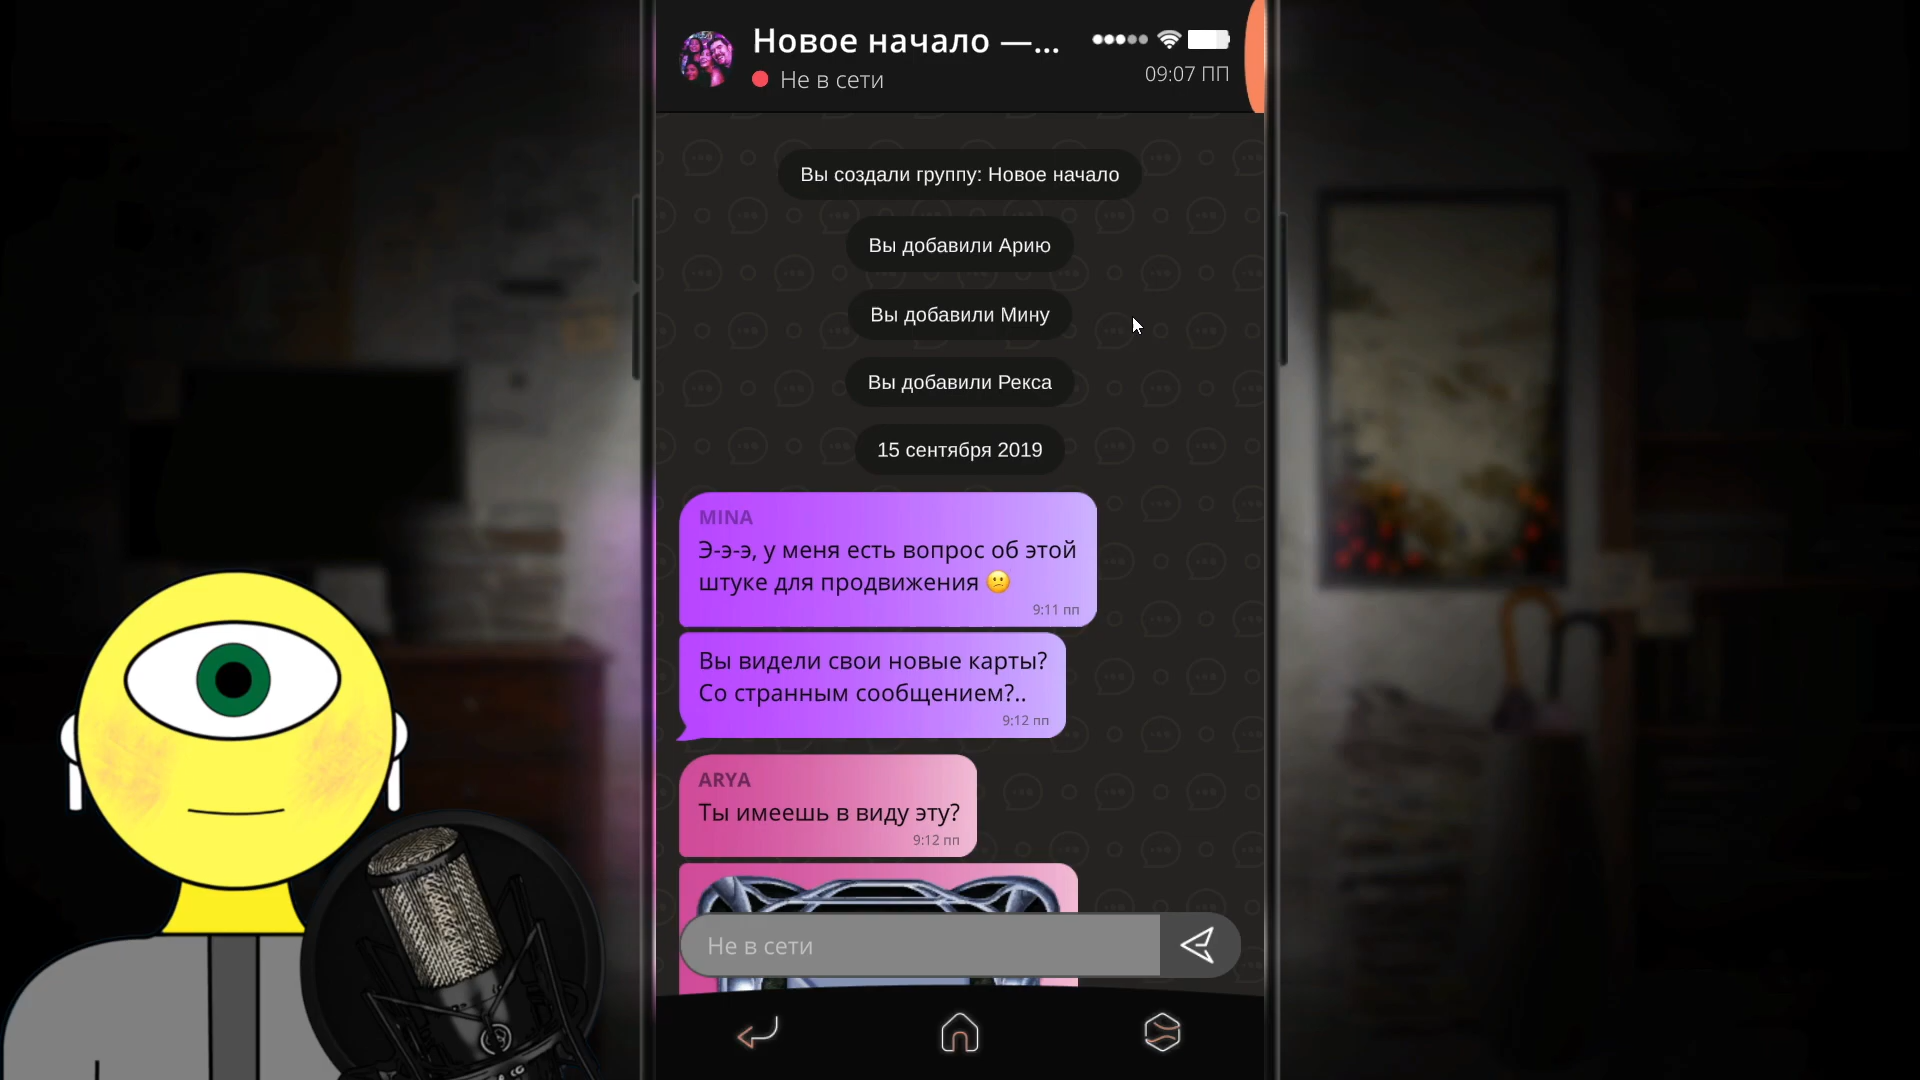 Новое начало —...
Не в сети
09:07 ПП
Вы создали группу: Новое начало
Вы добавили Арию
Вы добавили Мину
Вы добавили Рекса
15 сентября 2019
MINA
Э-э-э, у меня есть вопрос об этой
штуке для продвижения 😕
9:11 пп
Вы видели свои новые карты?
Со странным сообщением?..
9:12 пп
ARYA
Ты имеешь в виду эту?
9:12 пп
Не в сети